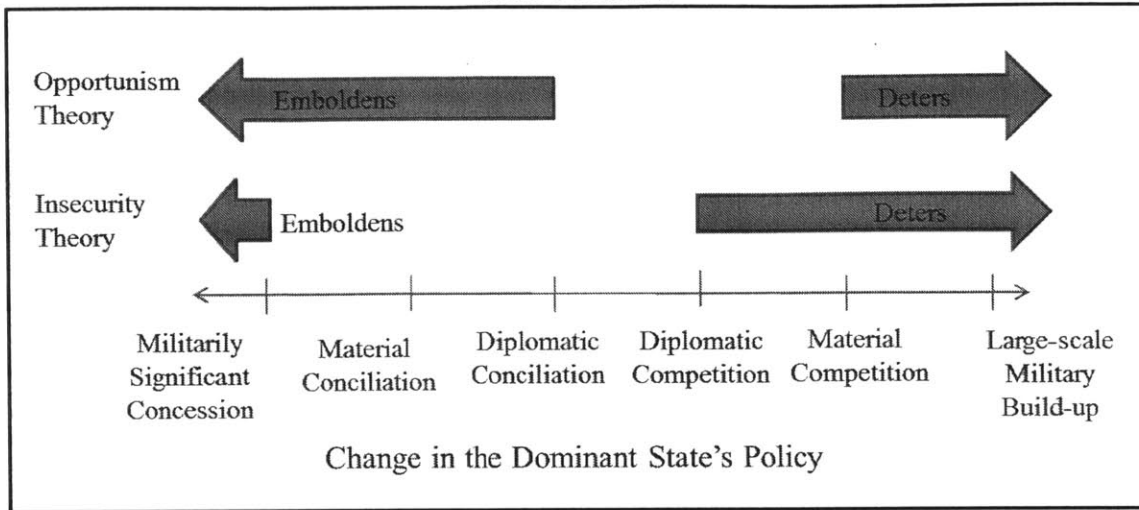 Opportunism
Theory
Emboldens
Deters
Insecurity
Theory
Emboldens
Deters
Militarily
Significant
Concession
Material
Conciliation
Diplomatic
Conciliation
Diplomatic
Competition
Material
Competition
Large-scale
Military
Build-up
Change in the Dominant State's Policy